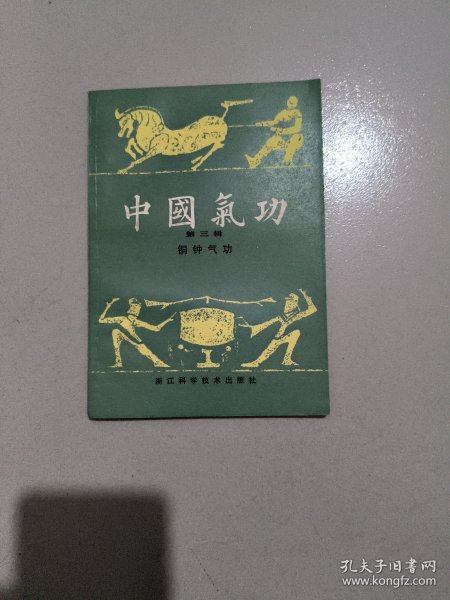 中國氣功
第三辑
铜钟气功
浙江科学技术出版社
孔夫子旧书网
www.kongfz.com